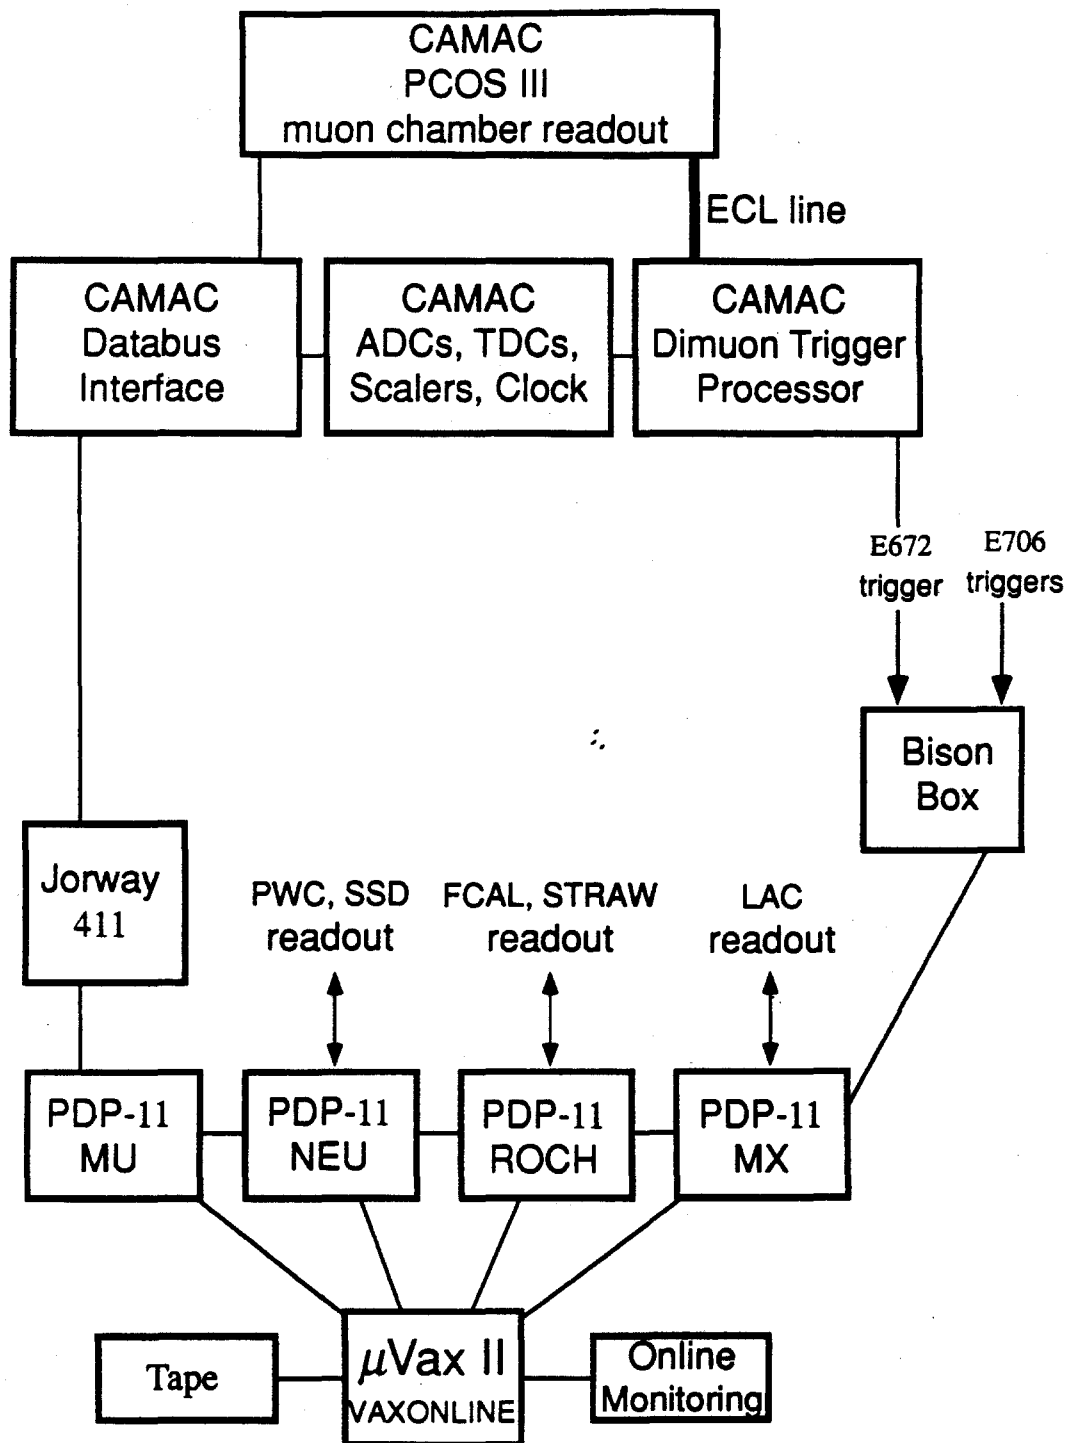 CAMAC
PCOS III
muon chamber readout
ECL line
CAMAC
Databus
Interface
CAMAC
ADCs, TDCs,
Scalers, Clock
CAMAC
Dimuon Trigger
Processor
E672
trigger
E706
triggers
Bison
Box
Jorway
411
PWC, SSD
readout
FCAL, STRAW
readout
LAC
readout
PDP-11
MU
PDP-11
NEU
PDP-11
ROCH
PDP-11
MX
Tape
μVax II
VAXONLINE
Online
Monitoring